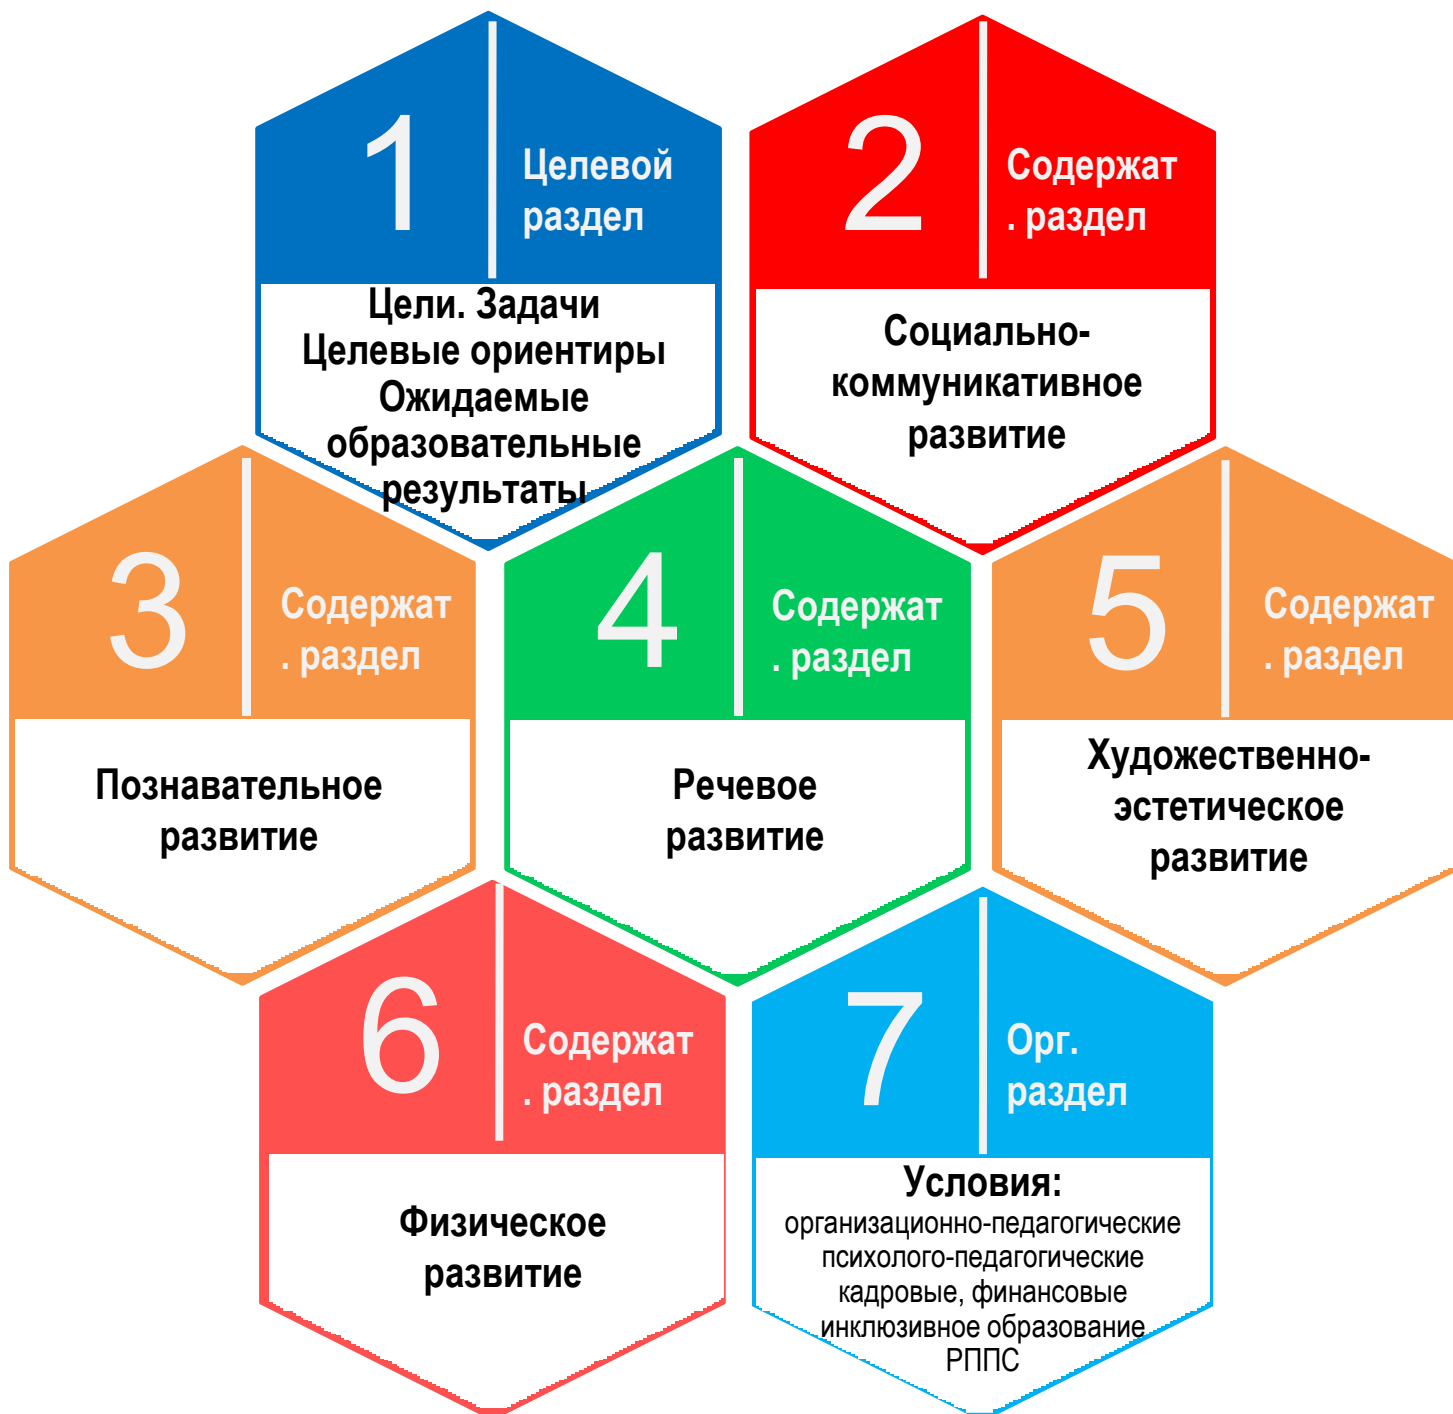 1
Целевой
раздел
Цели. Задачи
Целевые ориентиры
Ожидаемые
образовательные
результаты
2
Содержат
. раздел
Социально-
коммуникативное
развитие
3
Содержат
. раздел
Познавательное
развитие
4
Содержат
. раздел
Речевое
развитие
5
Содержат
. раздел
Художественно-
эстетическое
развитие
6
Содержат
. раздел
Физическое
развитие
7
Орг.
раздел
Условия:
организационно-педагогические
психолого-педагогические
кадровые, финансовые
инклюзивное образование
РППС